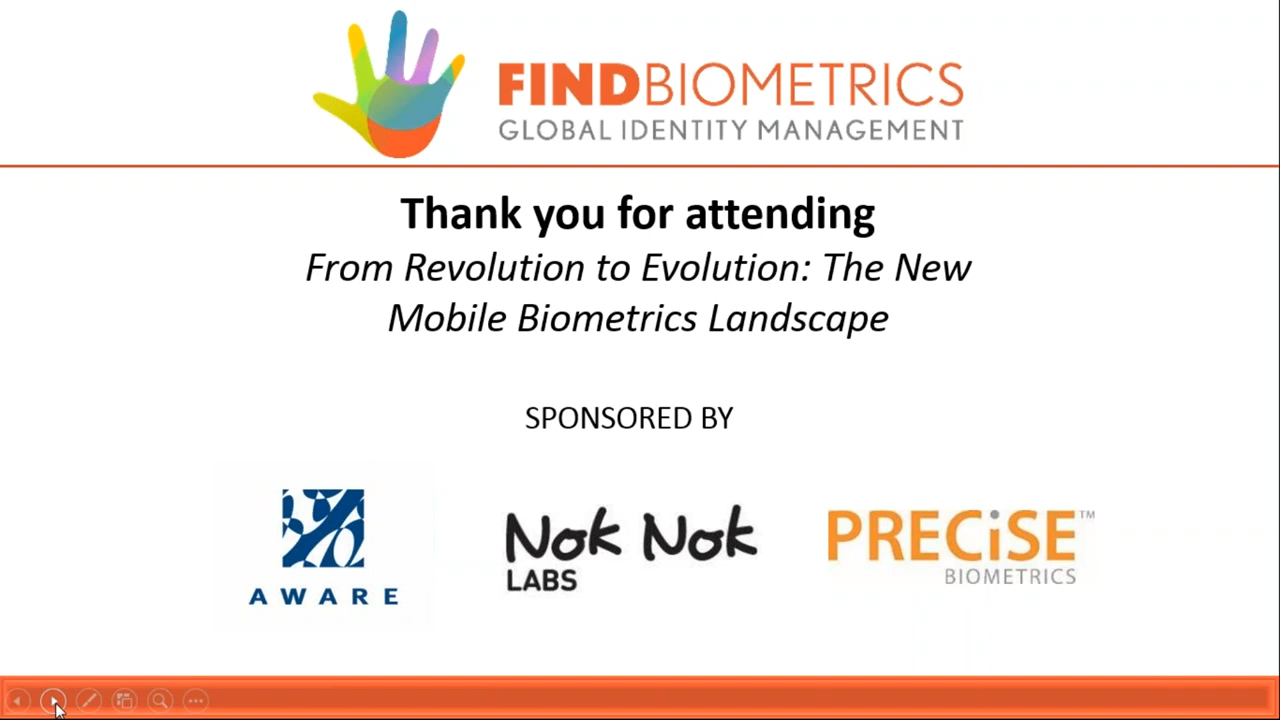 FINDBIOMETRICS
GLOBAL IDENTITY MANAGEMENT
Thank you for attending
From Revolution to Evolution: The New
Mobile Biometrics Landscape
SPONSORED BY
AWARE
Nok Nok
LABS
PRECiSE™
BIOMETRICS